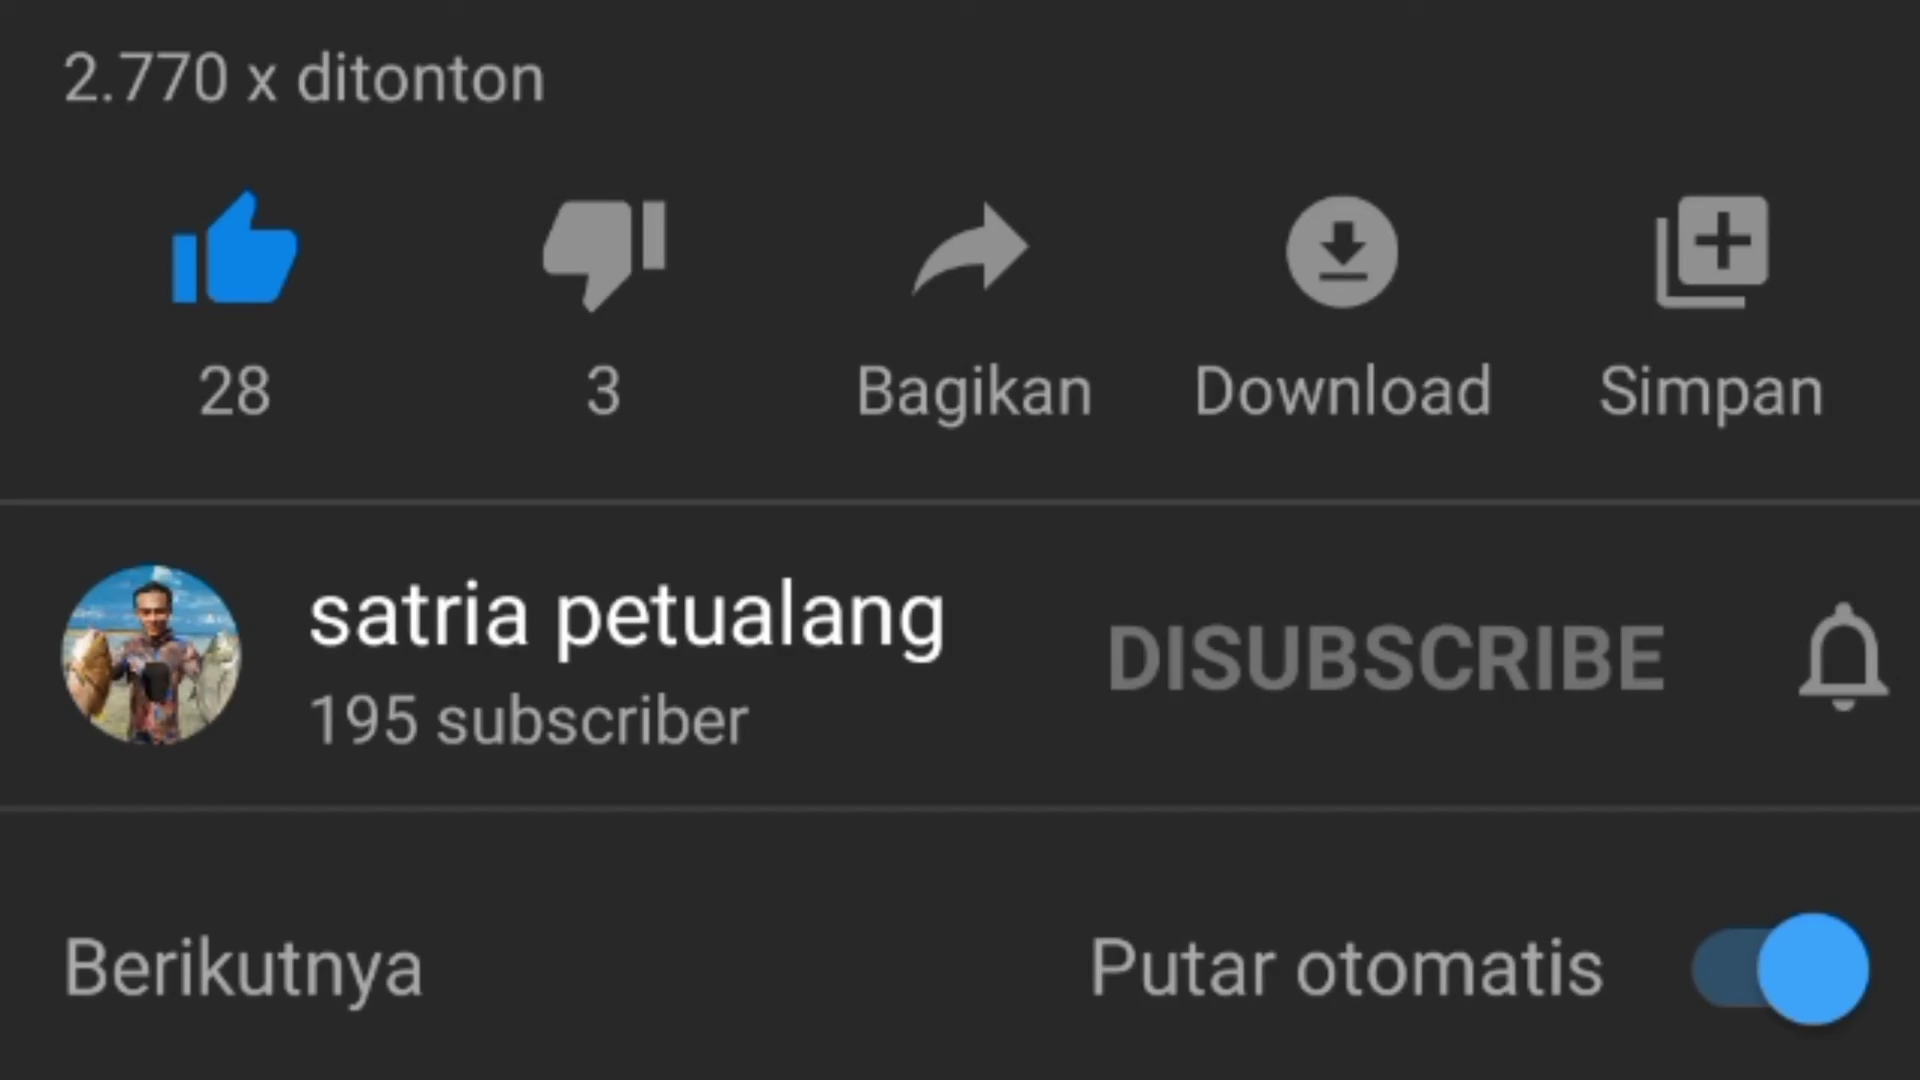 2.770 x ditonton
28 3 Bagikan Download Simpan
satria petualang
195 subscriber
DISUBSCRIBE
Berikutnya Putar otomatis